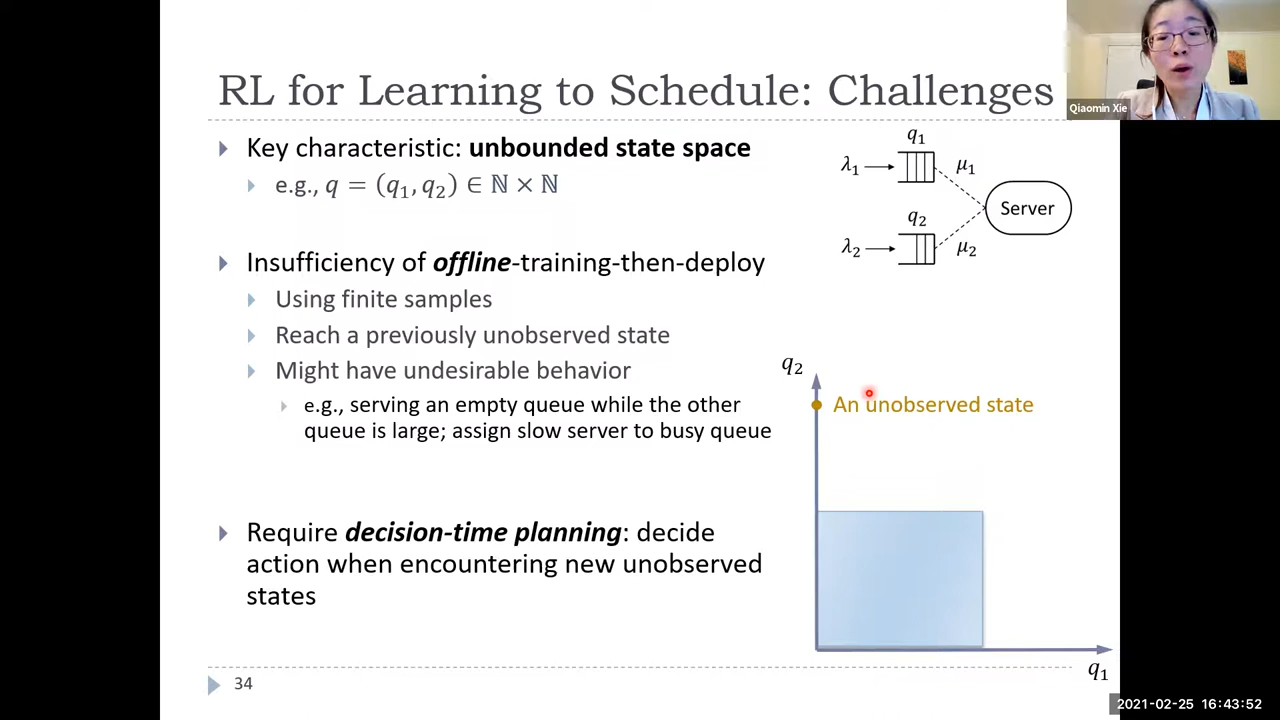 RL for Learning to Schedule: Challenges
Qiaomin Xie
Key characteristic: unbounded state space
e.g., q = (q₁, q₂) ∈ ℕ × ℕ
q₁
λ₁
μ₁
Server
q₂
λ₂
μ₂
Insufficiency of offline-training-then-deploy
Using finite samples
Reach a previously unobserved state
Might have undesirable behavior
e.g., serving an empty queue while the other
queue is large; assign slow server to busy queue
q₂
An unobserved state
Require decision-time planning: decide
action when encountering new unobserved
states
q₁
34
2021-02-25 16:43:52